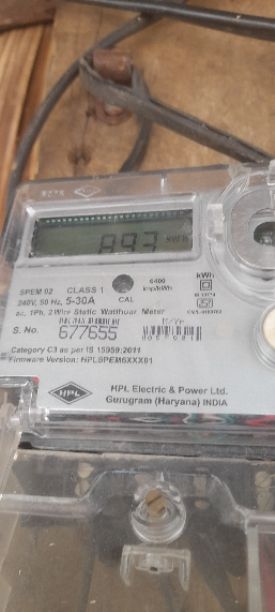 893
SPEM 02 CLASS 1 6400 kWh
240V, 50 Hz, 5-30A CAL imp/kWh
ac, 1Ph, 2 Wire Static Watthour Meter
S. No. 677655
Category C3 as per IS 15959:2011
Firmware Version: HPLSPEM6XXX01
HPL HPL Electric & Power Ltd.
Gurugram (Haryana) INDIA